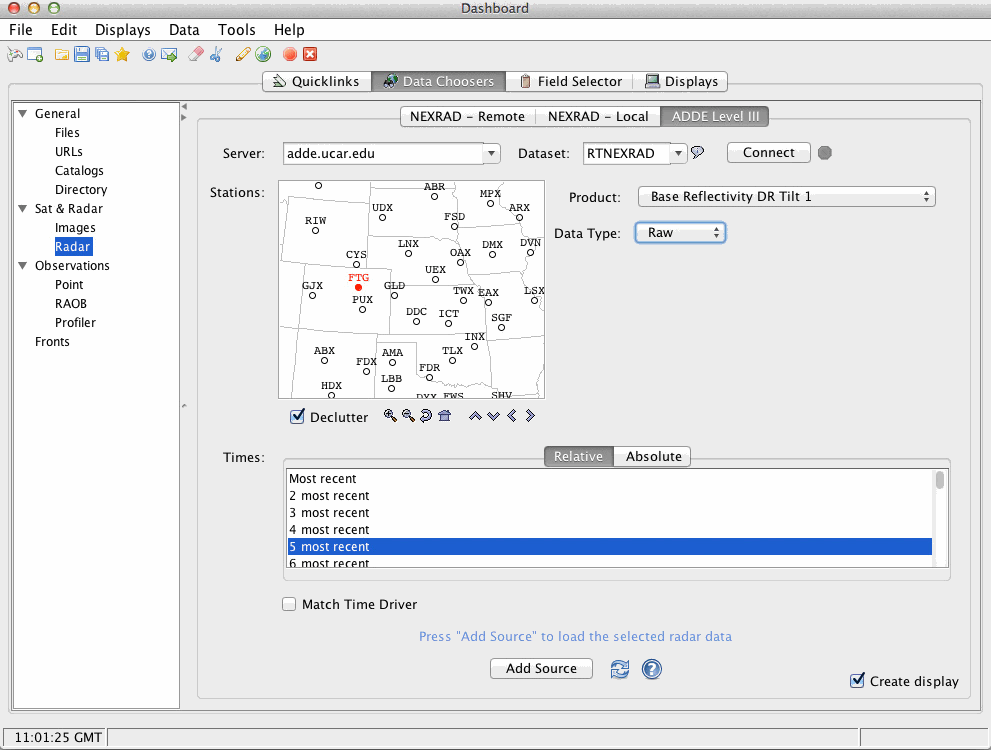 Dashboard
File Edit Displays Data Tools Help
Quicklinks Data Choosers Field Selector Displays
General
Files
URLs
Catalogs
Directory
Sat & Radar
Images
Radar
Observations
Point
RAOB
Profiler
Fronts
NEXRAD – Remote NEXRAD – Local ADDE Level III
Server: adde.ucar.edu Dataset: RTNEXRAD Connect
Stations:
ABR
MPX
UDX
ARX
RIW
FSD
LNX
DMX
DVN
CYS
OAX
UEX
FTG
GJX
GLD
TWX
EAX
LSX
PUX
DDC
ICT
SGF
INX
ABX
AMA
TLX
FDX
FDR
LBB
HDX
DYX
FWS
SHV
Product: Base Reflectivity DR Tilt 1
Data Type: Raw
Declutter
Times:
Relative Absolute
Most recent
2 most recent
3 most recent
4 most recent
5 most recent
6 most recent
Match Time Driver
Press "Add Source" to load the selected radar data
Add Source
Create display
11:01:25 GMT